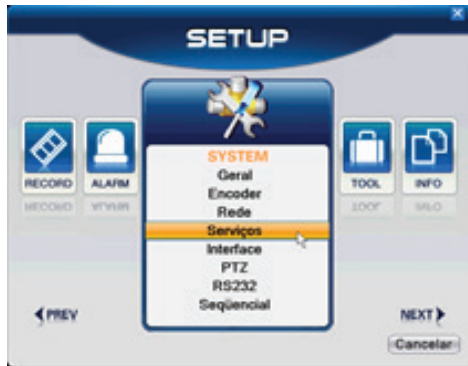 SETUP
RECORD
ALARM
SYSTEM
Geral
Encoder
Rede
Serviços
Interface
PTZ
RS232
Seqüencial
TOOL
INFO
PREV
NEXT
Cancelar